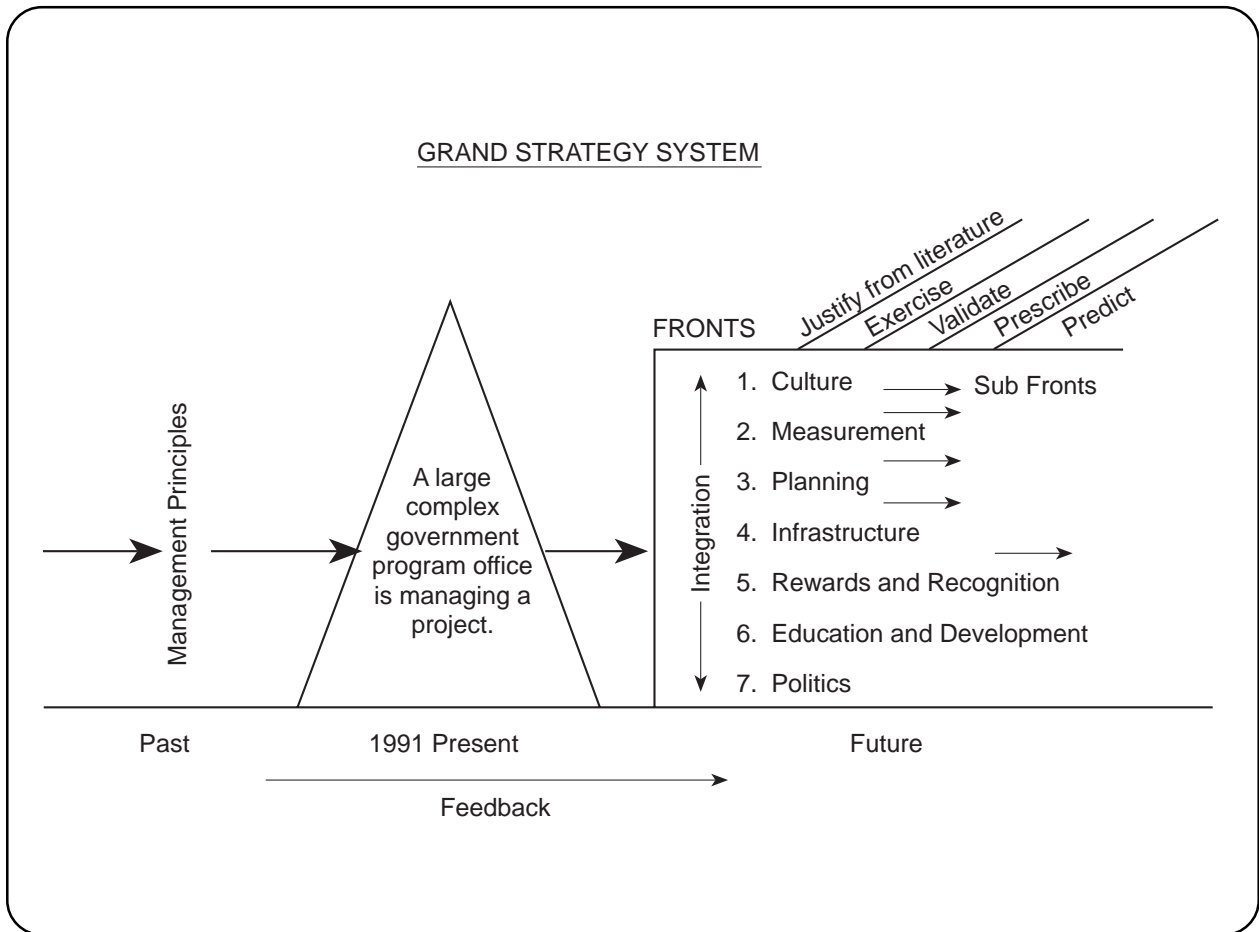 GRAND STRATEGY SYSTEM
Management Principles
A large
complex
government
program office
is managing a
project.
FRONTS
Justify from literature
Exercise
Validate
Prescribe
Predict
Integration
1. Culture
Sub Fronts
2. Measurement
3. Planning
4. Infrastructure
5. Rewards and Recognition
6. Education and Development
7. Politics
Past
1991 Present
Future
Feedback